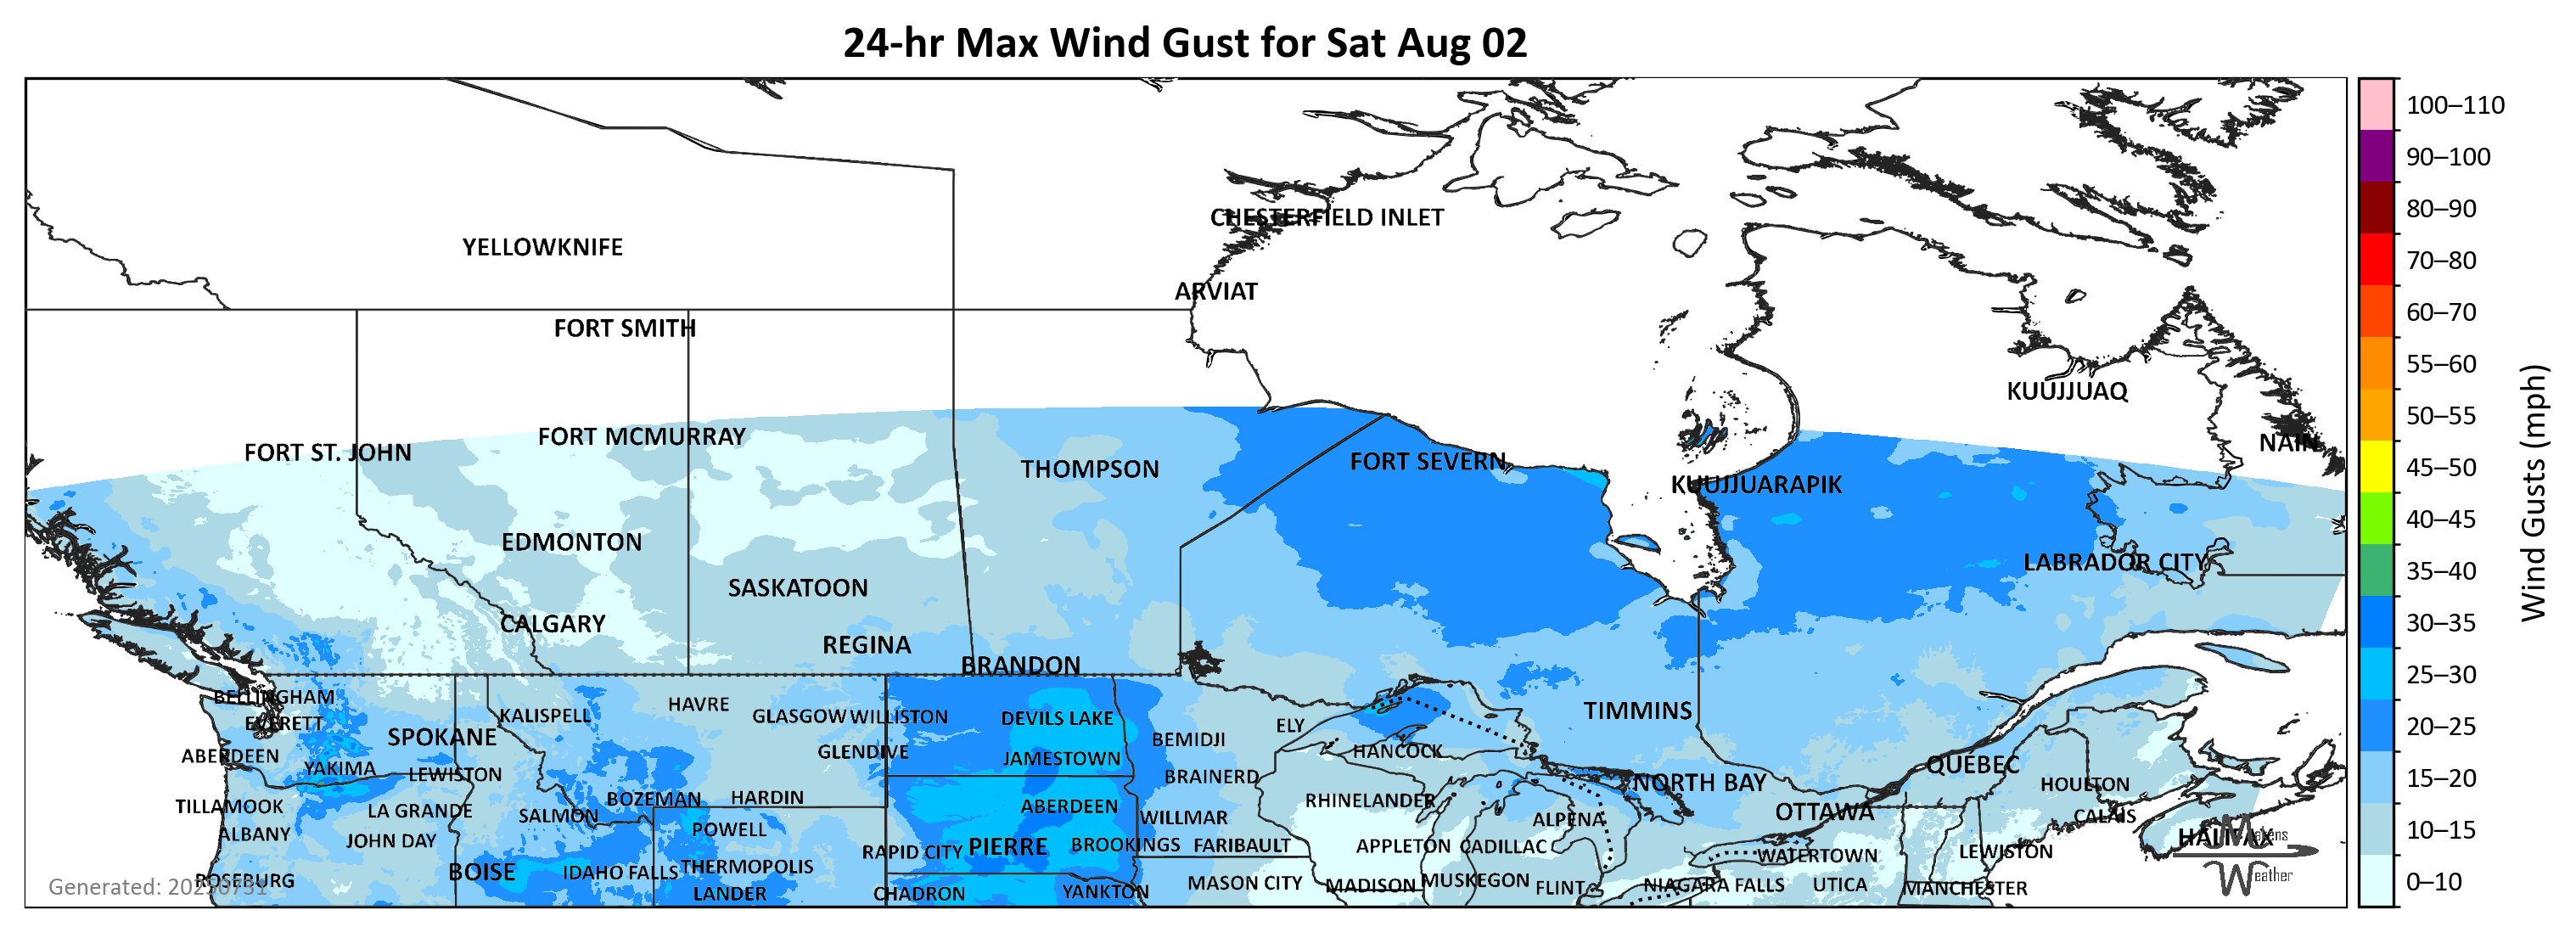 24-hr Max Wind Gust for Sat Aug 02
100–110
90–100
CHESTERFIELD INLET
80–90
YELLOWKNIFE
70–80
ARVIAT
60–70
FORT SMITH
55–60
KUUJJUAQ
50–55
FORT MCMURRAY
NAIN
FORT ST. JOHN
FORT SEVERN
45–50
THOMPSON
KUUJJUARAPIK
40–45
EDMONTON
LABRADOR CITY
35–40
SASKATOON
CALGARY
30–35
REGINA
BRANDON
25–30
BELLINGHAM
HAVRE
KALISPELL
GLASGOW
WILLISTON
DEVILS LAKE
TIMMINS
EVERETT
ELY
20–25
SPOKANE
BEMIDJI
GLENDIVE
HANCOCK
ABERDEEN
JAMESTOWN
QUEBEC
YAKIMA
LEWISTON
BRAINERD
15–20
NORTH BAY
HOULTON
BOZEMAN
HARDIN
RHINELANDER
TILLAMOOK
ABERDEEN
LA GRANDE
SALMON
OTTAWA
CALAIS
WILLMAR
ALPENA
10–15
ALBANY
POWELL
HALIFAX
Makens
JOHN DAY
PIERRE
BROOKINGS
FARIBAULT
APPLETON
CADILLAC
RAPID CITY
WATERTOWN
LEWISTON
THERMOPOLIS
BOISE
IDAHO FALLS
Weather
ROSEBURG
MASON CITY
MADISON
MUSKEGON
FLINT
NIAGARA FALLS
UTICA
MANCHESTER
0–10
Generated: 20250731
LANDER
CHADRON
YANKTON
Wind Gusts (mph)